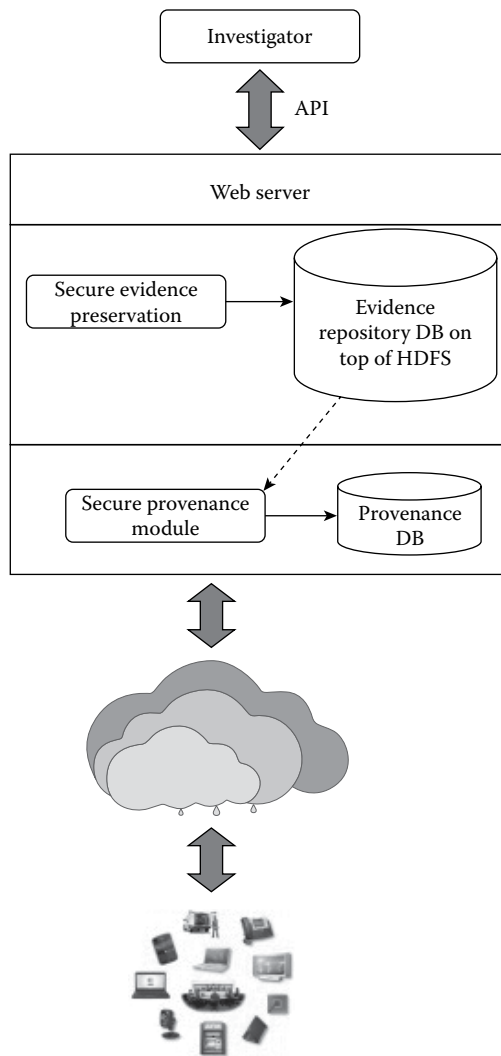 Investigator
API
Web server
Secure evidence
preservation
Evidence
repository DB on
top of HDFS
Secure provenance
module
Provenance
DB